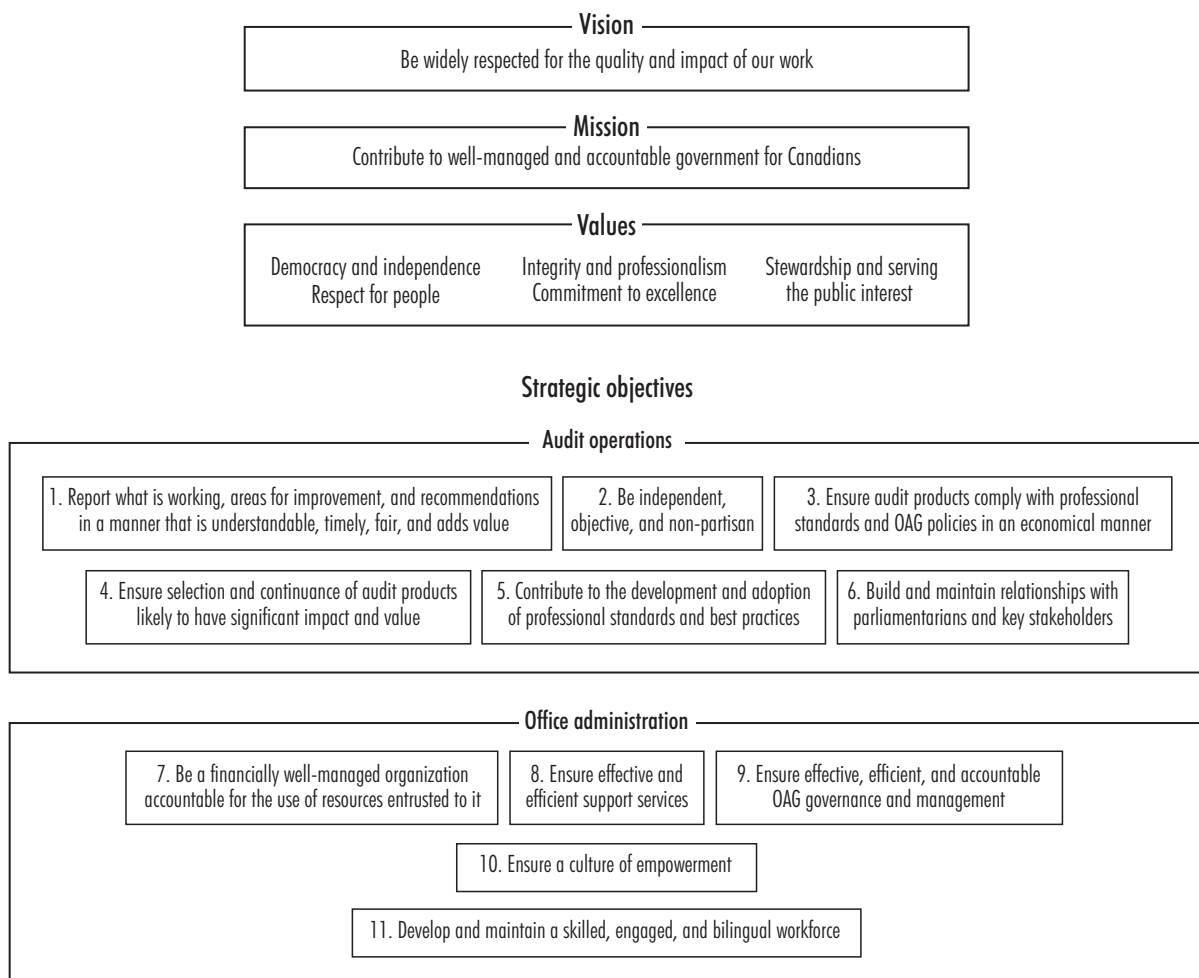 Vision
Be widely respected for the quality and impact of our work
Mission
Contribute to well-managed and accountable government for Canadians
Values
Democracy and independence
Respect for people
Integrity and professionalism
Commitment to excellence
Stewardship and serving
the public interest
Strategic objectives
Audit operations
1. Report what is working, areas for improvement, and recommendations
in a manner that is understandable, timely, fair, and adds value
2. Be independent,
objective, and non-partisan
3. Ensure audit products comply with professional
standards and OAG policies in an economical manner
4. Ensure selection and continuance of audit products
likely to have significant impact and value
5. Contribute to the development and adoption
of professional standards and best practices
6. Build and maintain relationships with
parliamentarians and key stakeholders
Office administration
7. Be a financially well-managed organization
accountable for the use of resources entrusted to it
8. Ensure effective and
efficient support services
9. Ensure effective, efficient, and accountable
OAG governance and management
10. Ensure a culture of empowerment
11. Develop and maintain a skilled, engaged, and bilingual workforce